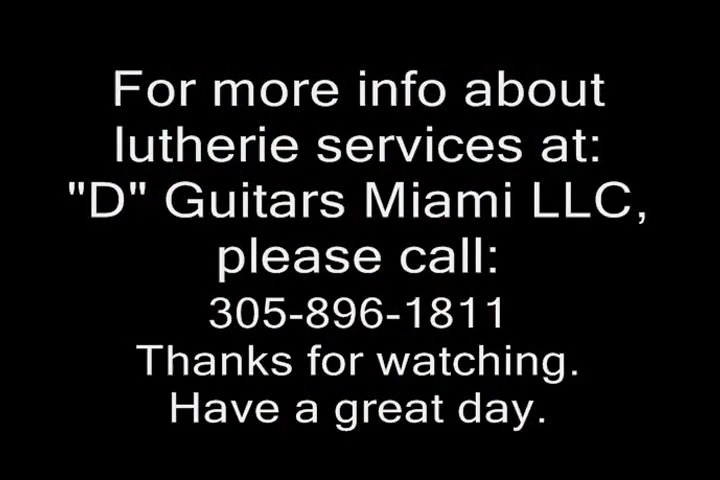 For more info about
lutherie services at:
"D" Guitars Miami LLC,
please call:
305-896-1811
Thanks for watching.
Have a great day.